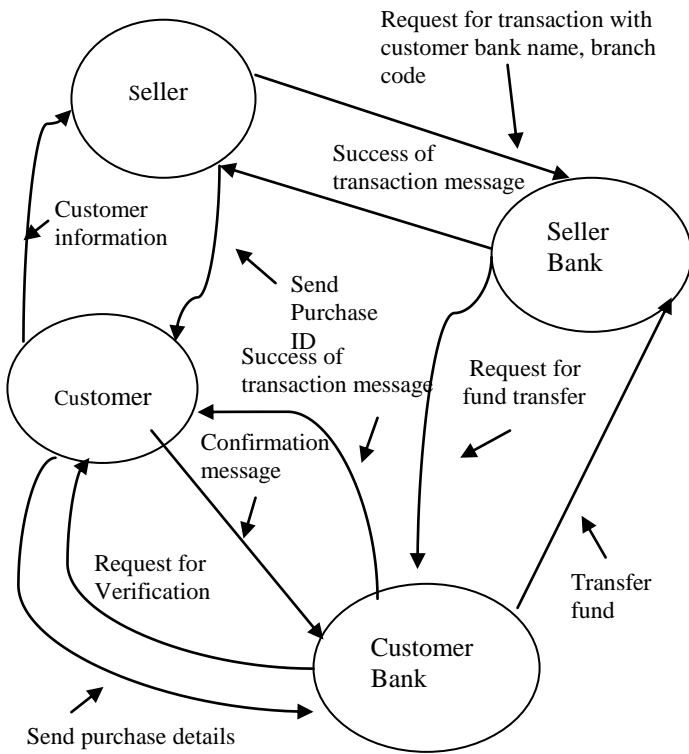 Request for transaction with
customer bank name, branch
code
Seller
Success of
transaction message
Customer
information
Seller
Bank
Send
Purchase
ID
Success of
transaction message
Request for
fund transfer
Customer
Confirmation
message
Request for
Verification
Transfer
fund
Customer
Bank
Send purchase details